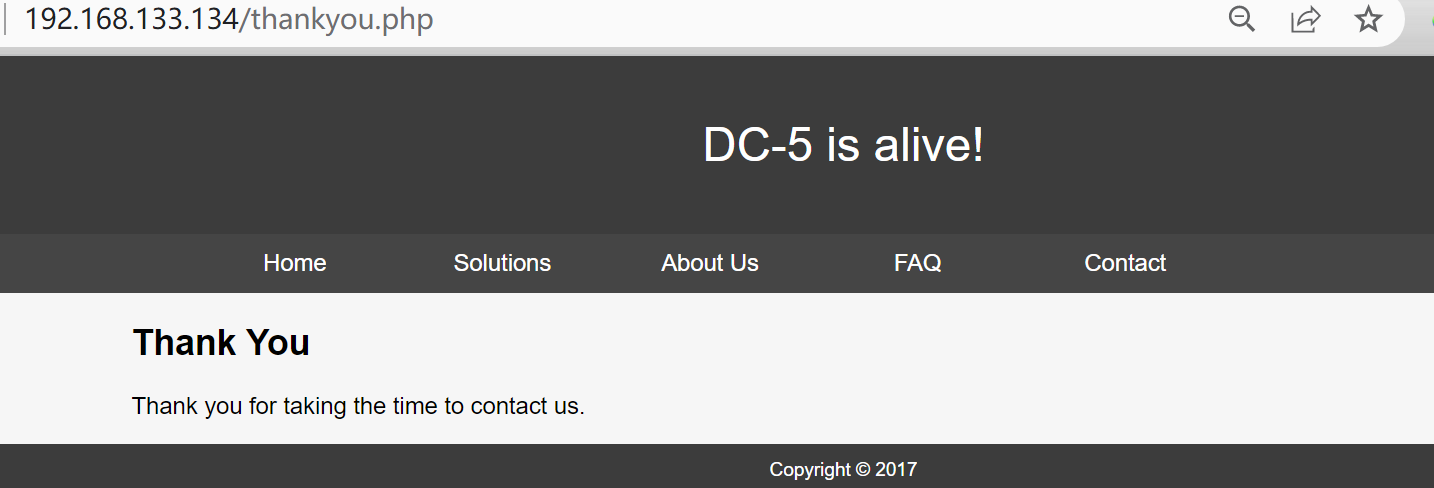 192.168.133.134/thankyou.php
DC-5 is alive!
Home Solutions About Us FAQ Contact
Thank You
Thank you for taking the time to contact us.
Copyright © 2017